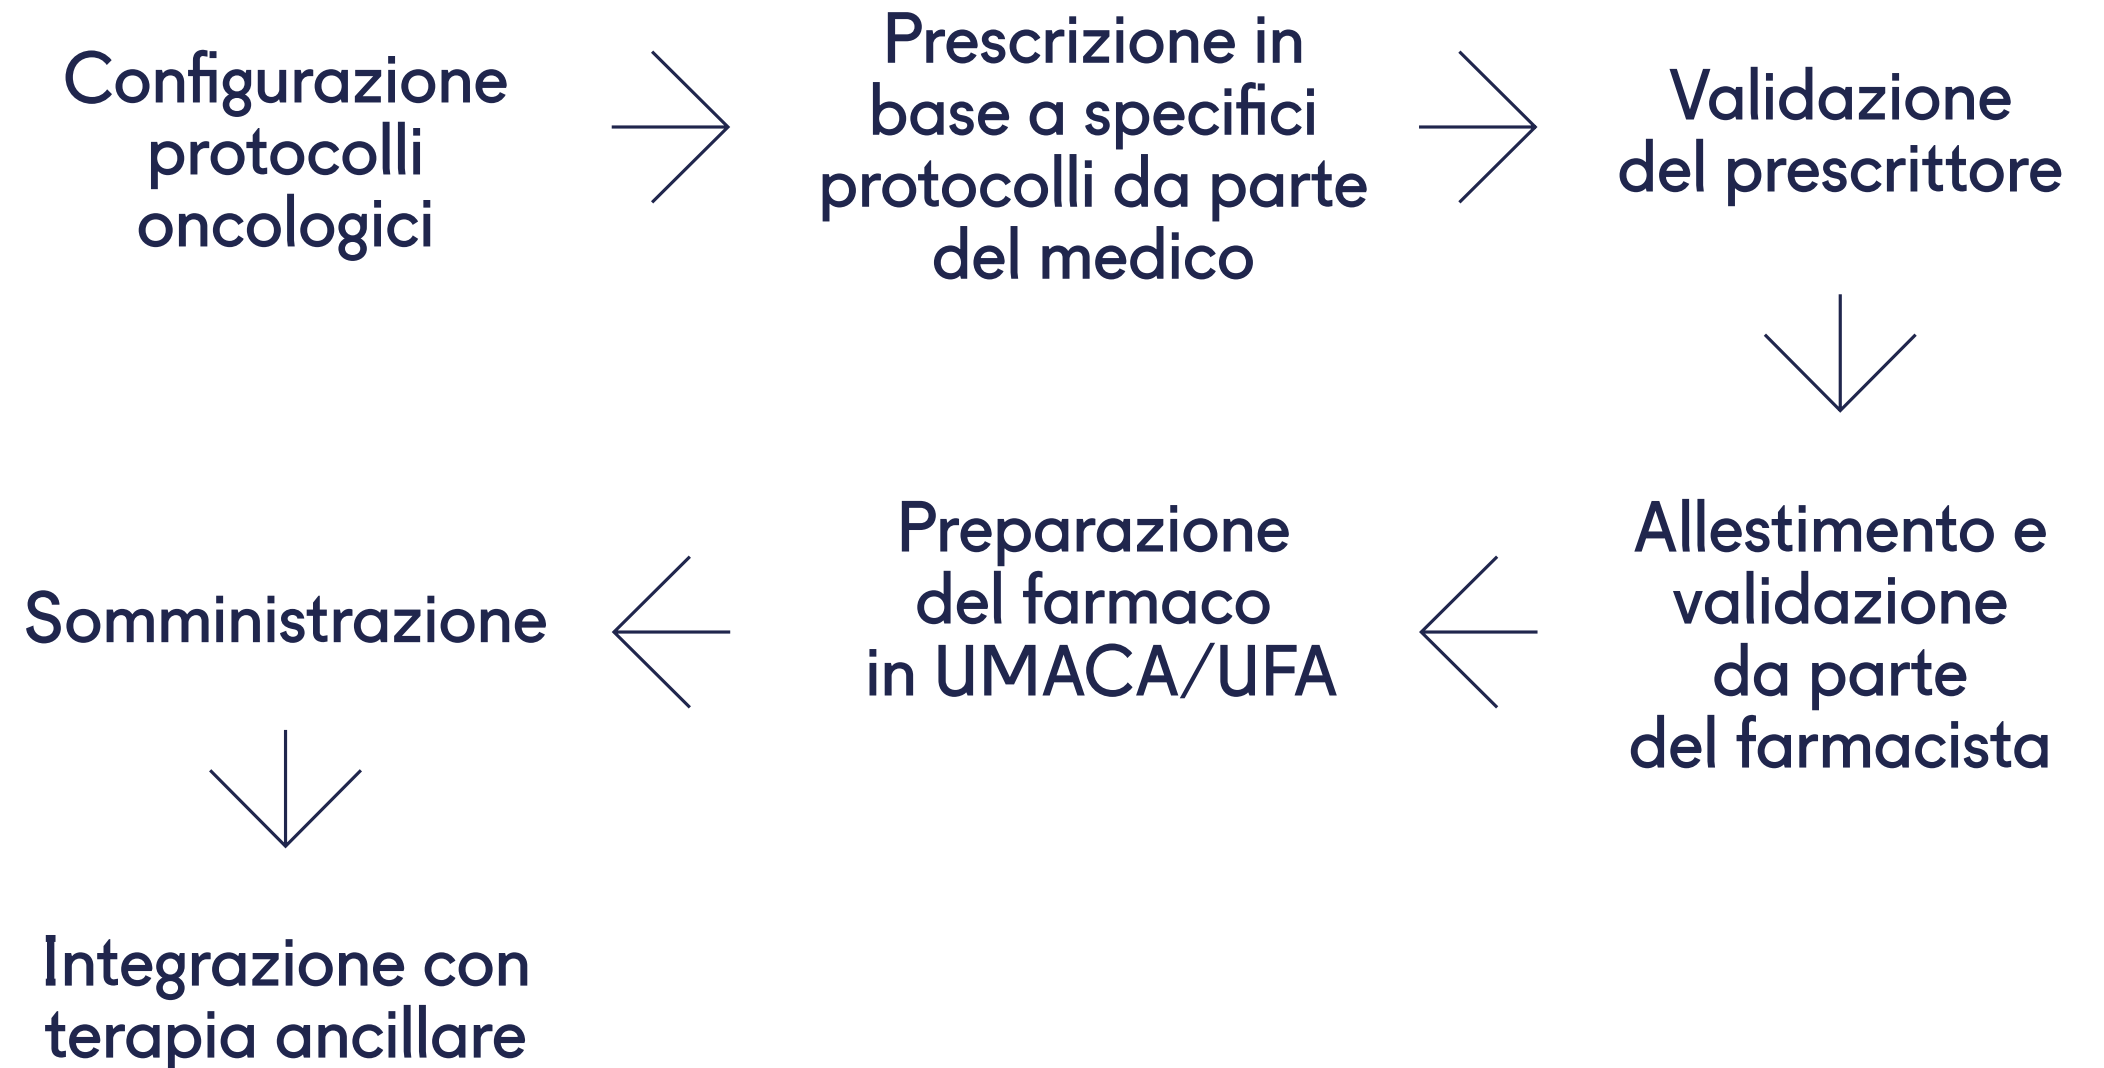 Configurazione
protocolli
oncologici
Prescrizione in
base a specifici
protocolli da parte
del medico
Validazione
del prescrittore
Allestimento e
validazione
da parte
del farmacista
Preparazione
del farmaco
in UMACA/UFA
Somministrazione
Integrazione con
terapia ancillare